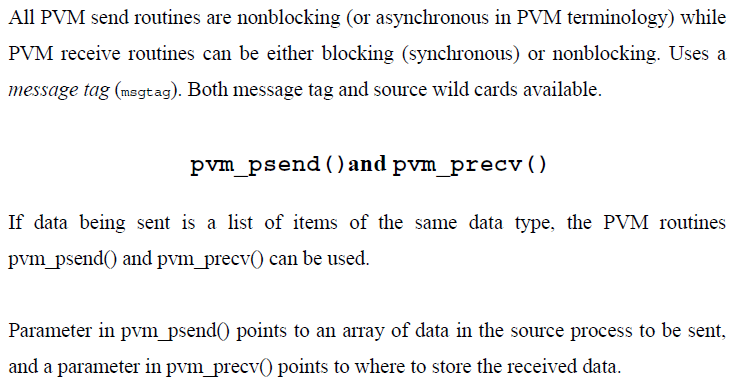 All PVM send routines are nonblocking (or asynchronous in PVM terminology) while
PVM receive routines can be either blocking (synchronous) or nonblocking. Uses a
message tag (msgtag). Both message tag and source wild cards available.
pvm_psend()and pvm_precv()
If data being sent is a list of items of the same data type, the PVM routines
pvm_psend() and pvm_precv() can be used.
Parameter in pvm_psend() points to an array of data in the source process to be sent,
and a parameter in pvm_precv() points to where to store the received data.